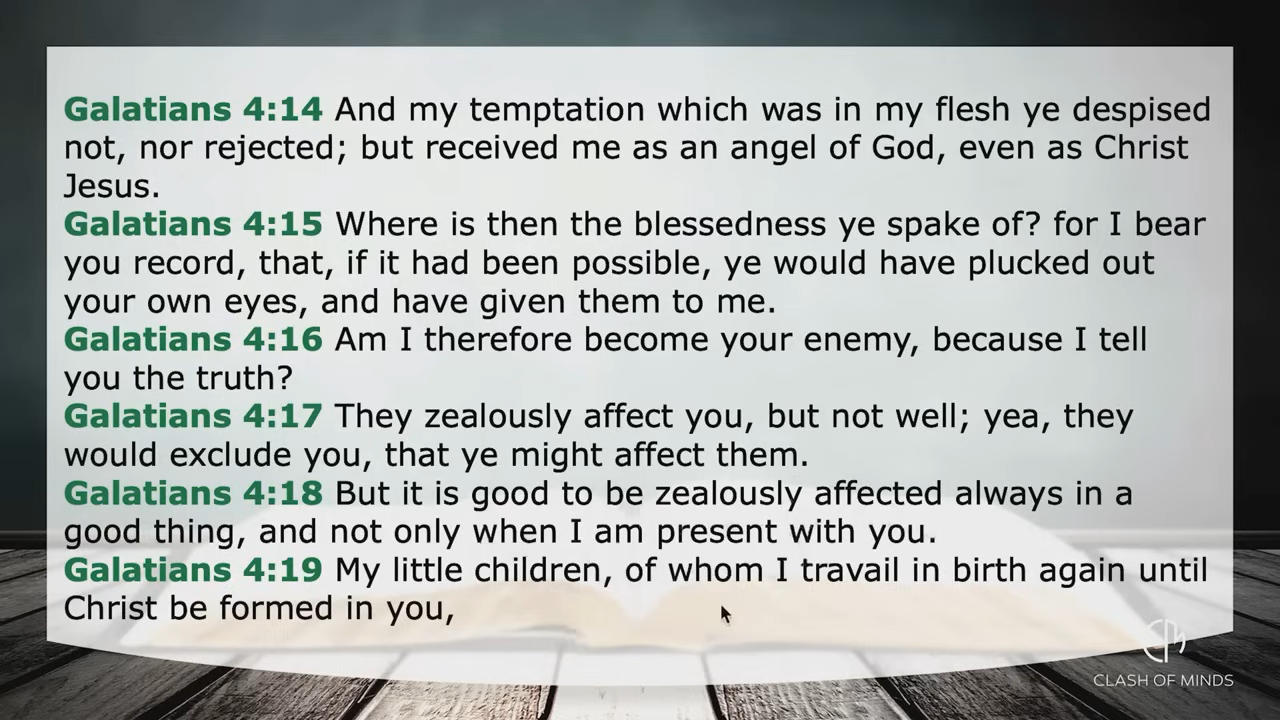 Galatians 4:14 And my temptation which was in my flesh ye despised
not, nor rejected; but received me as an angel of God, even as Christ
Jesus.
Galatians 4:15 Where is then the blessedness ye spake of? for I bear
you record, that, if it had been possible, ye would have plucked out
your own eyes, and have given them to me.
Galatians 4:16 Am I therefore become your enemy, because I tell
you the truth?
Galatians 4:17 They zealously affect you, but not well; yea, they
would exclude you, that ye might affect them.
Galatians 4:18 But it is good to be zealously affected always in a
good thing, and not only when I am present with you.
Galatians 4:19 My little children, of whom I travail in birth again until
Christ be formed in you,
CLASH OF MINDS